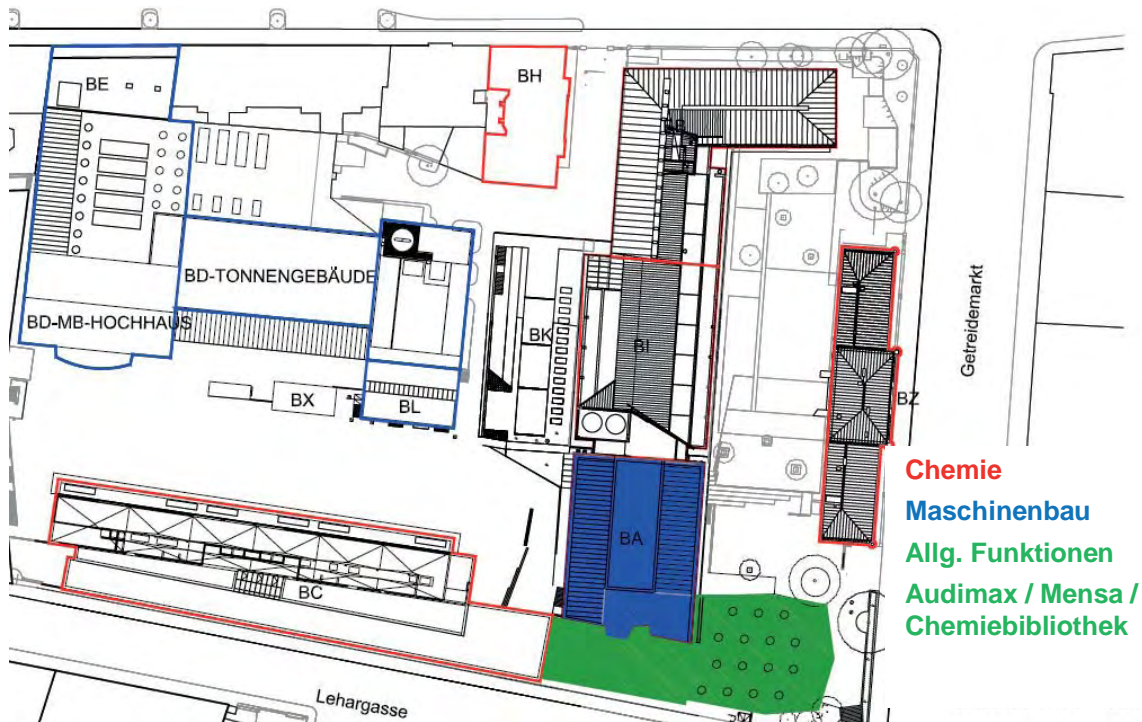 BE
BH
BD-TONNENGEBÄUDE
BD-MB-HOCHHAUS
BK
BI
BX
BL
BZ
Getreidemarkt
BA
BC
Lehargasse
Chemie
Maschinenbau
Allg. Funktionen
Audimax / Mensa /
Chemiebibliothek